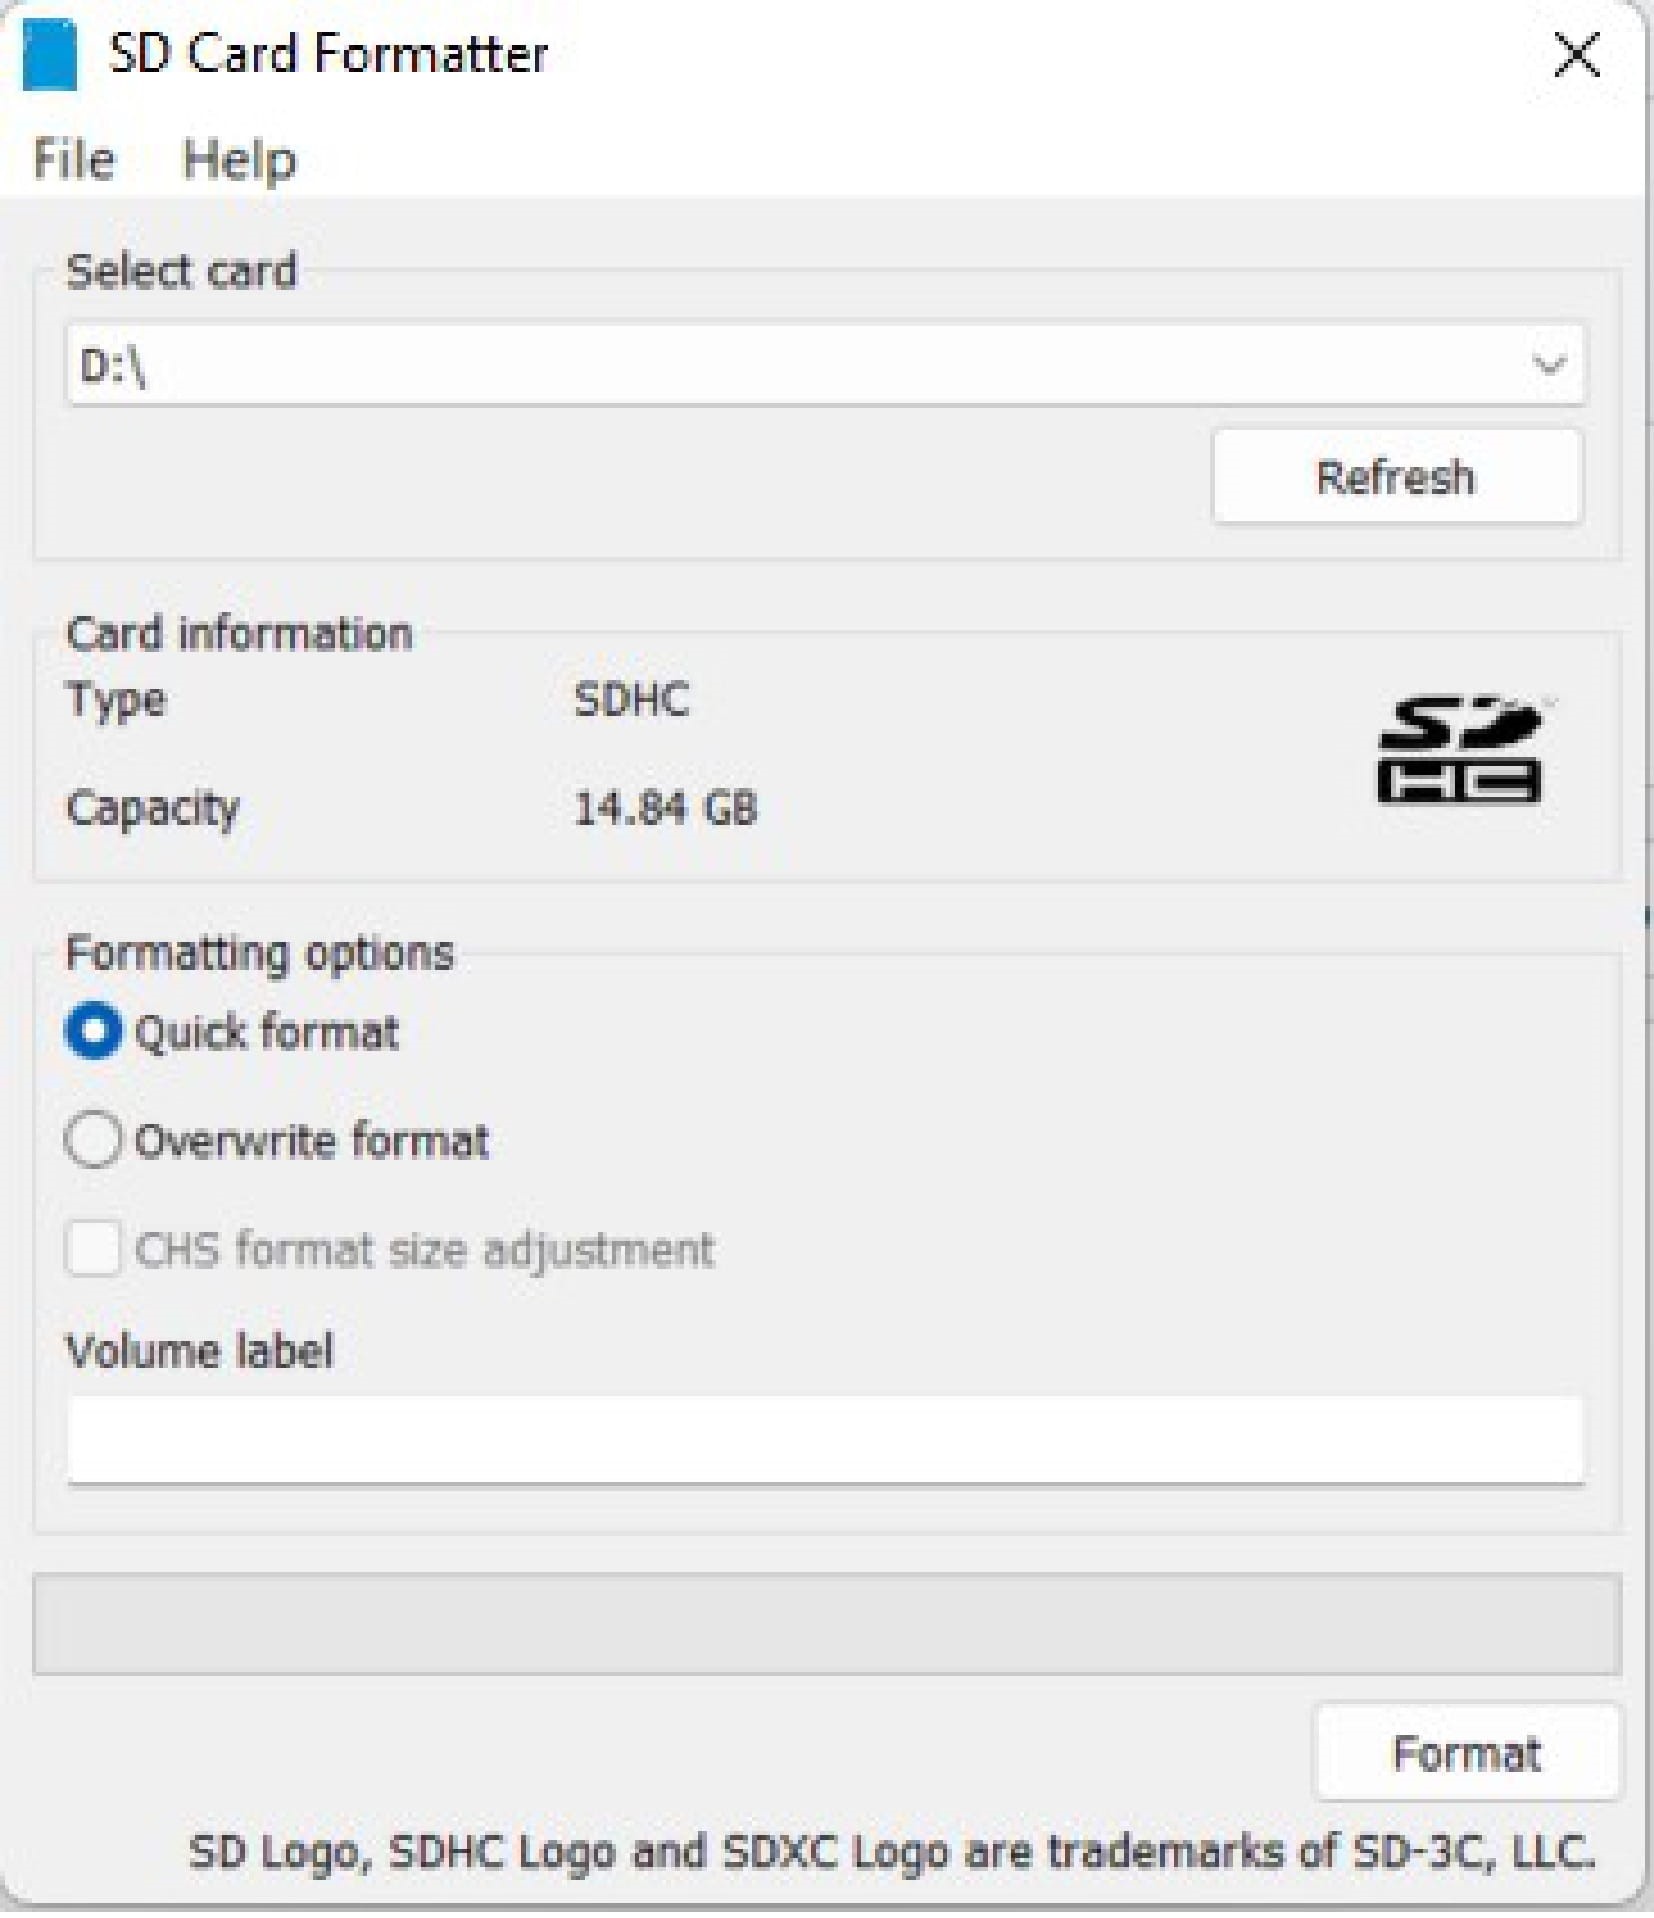 SD Card Formatter
File Help
Select card
D:\
Refresh
Card information
Type SDHC
SD
HC
Capacity 14.84 GB
Formatting options
Quick format
Overwrite format
CHS format size adjustment
Volume label
Format
SD Logo, SDHC Logo and SDXC Logo are trademarks of SD-3C, LLC.